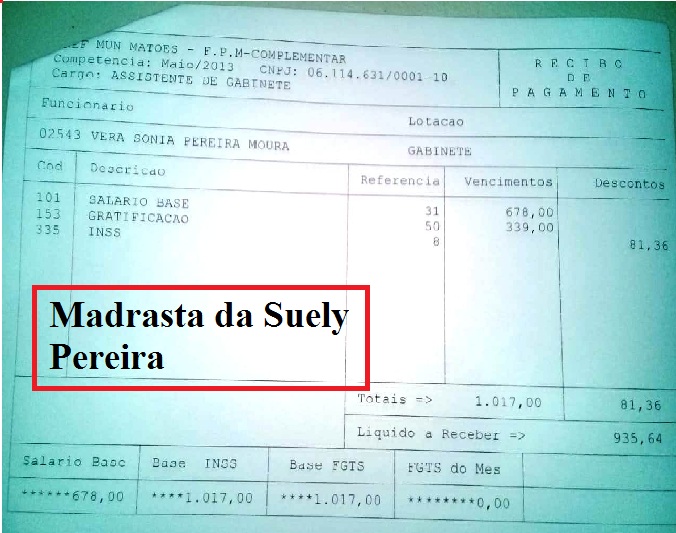 MUN MATOES - F.P.M-COMPLEMENTAR
Competencia: Maio/2013 CNPJ: 06.114.631/0001-10
Cargo: ASSISTENTE DE GABINETE
RECIBO
DE
PAGAMENTO
Funcionario Lotacao
02543 VERA SONIA PEREIRA MOURA GABINETE
Cod Descricao Referencia Vencimentos Descontos
101 SALARIO BASE 31 678,00
153 GRATIFICACAO 50 339,00
335 INSS 8 81,36
Madrasta da Suely
Pereira
Totais => 1.017,00 81,36
Liquido a Receber => 935,64
Salario Base Base INSS Base FGTS FGTS do Mes
******678,00 ****1.017,00 ****1.017,00 ********0,00